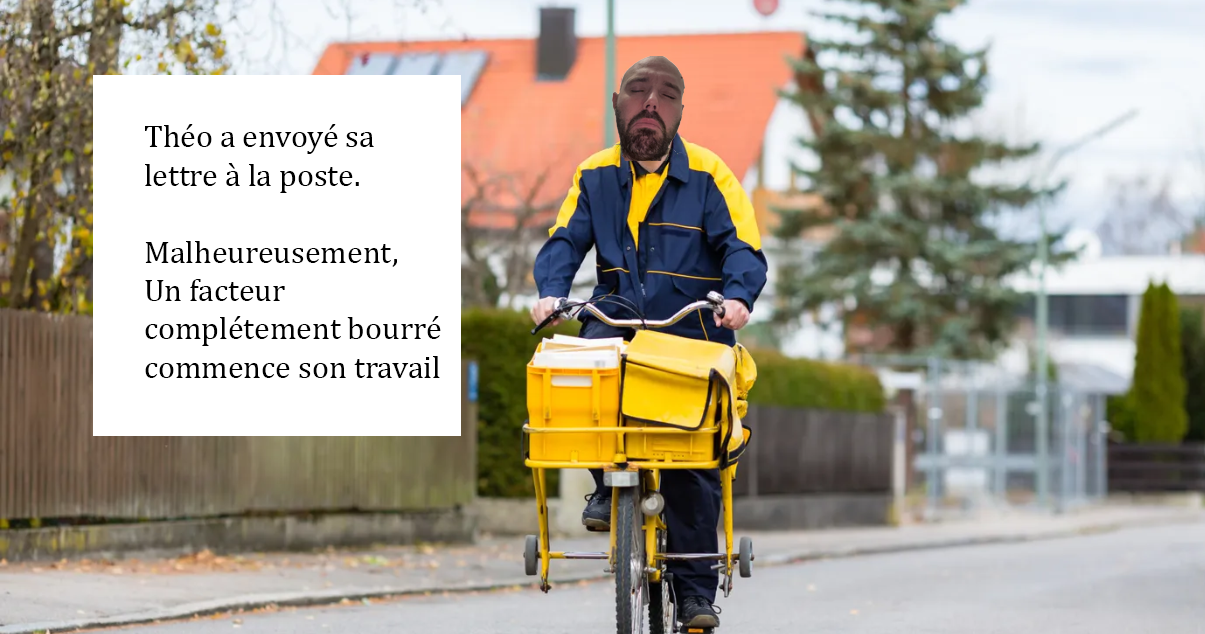 Théo a envoyé sa
lettre à la poste.
Malheureusement,
Un facteur
complétement bourré
commence son travail